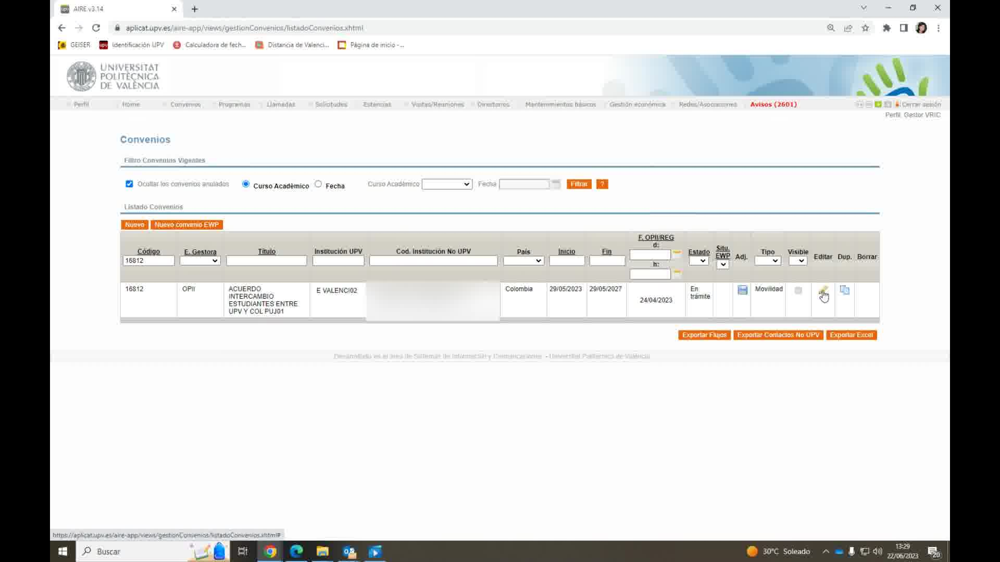 AIRE v3.14
aplicat.upv.es/aire-app/views/gestionConvenios/listadoConvenios.xhtml
GEISER Identificación UPV Calculadora de fech... Distancia de Valenci... Página de inicio -...
UNIVERSITAT
POLITÈCNICA
DE VALÈNCIA
Perfil Home Convenios Programas Llamadas Solicitudes Estancias Visitas/Reuniones Directorios Mantenimientos básicos Gestión económica Redes/Asociaciones Avisos (2601) Cerrar sesión
Perfil: Gestor VRIC
Convenios
Filtro Convenios Vigentes
Ocultar los convenios anulados Curso Académico Fecha Curso Académico Fecha Filtrar ?
Listado Convenios
Nuevo Nuevo convenio EWP
Código E. Gestora Título Institución UPV Cod. Institución No UPV País Inicio Fin F. OPII/REG d: h: Estado Situ. EWP Adj. Tipo Visible Editar Dup. Borrar
16812
16812 OPII ACUERDO E VALENCI02 Colombia 29/05/2023 29/05/2027 24/04/2023 En trámite Movilidad
INTERCAMBIO
ESTUDIANTES ENTRE
UPV Y COL PUJ01
Exportar Flujos Exportar Contactos No UPV Exportar Excel
Desarrollado en el área de Sistemas de Información y Comunicaciones - Universitat Politècnica de València
https://aplicat.upv.es/aire-app/views/gestionConvenios/listadoConvenios.xhtml#
Buscar
30°C Soleado
13:29
22/06/2023
20